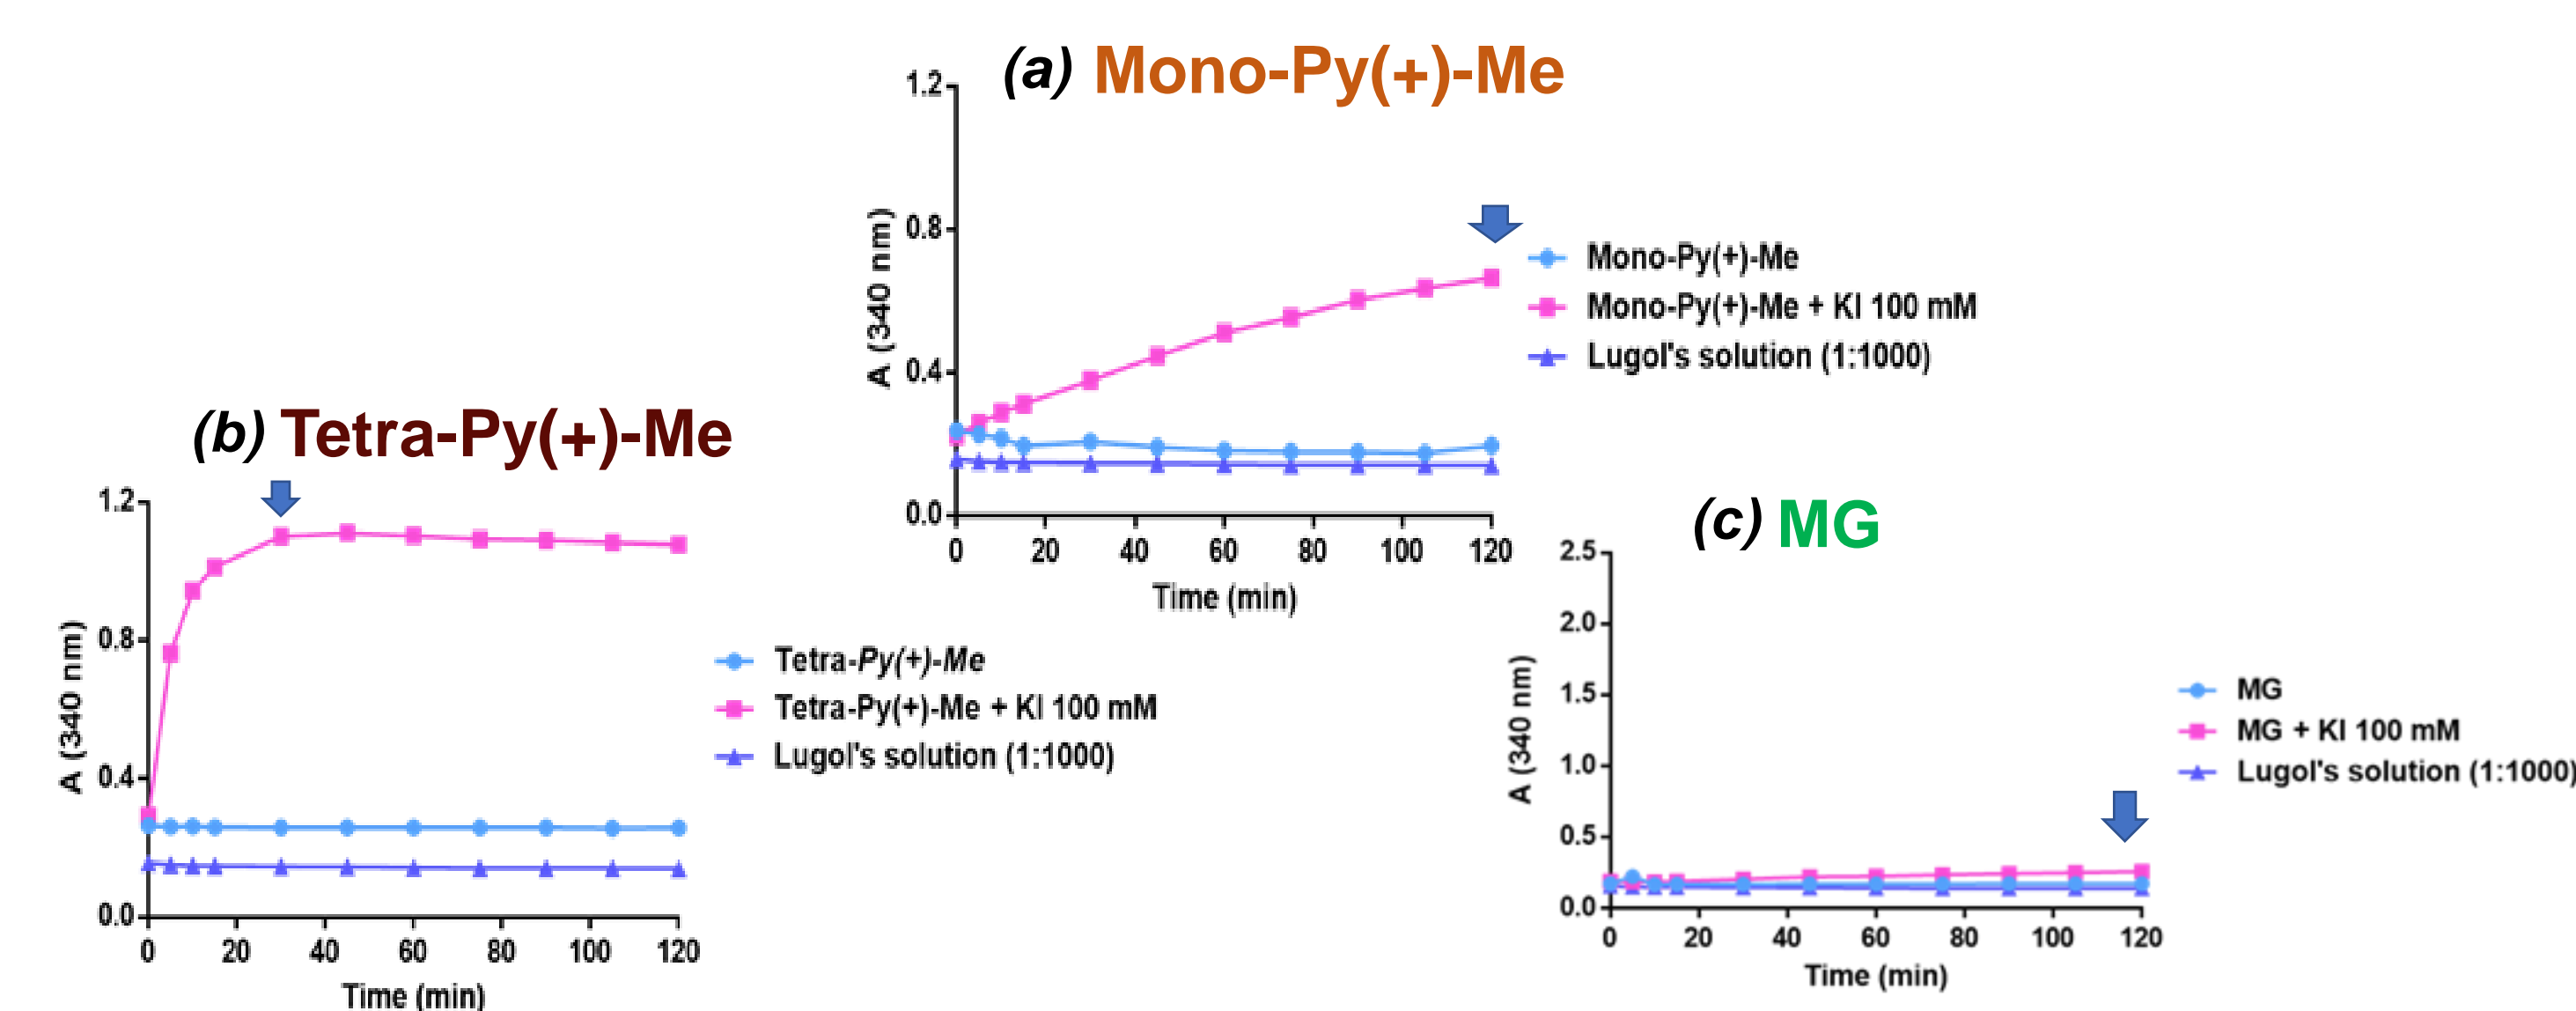 (a) Mono-Py(+)-Me
1.2
0.8
0.4
0.0
A (340 nm)
0 20 40 60 80 100 120
Time (min)
Mono-Py(+)-Me
Mono-Py(+)-Me + KI 100 mM
Lugol's solution (1:1000)
(b) Tetra-Py(+)-Me
1.2
0.8
0.4
0.0
A (340 nm)
0 20 40 60 80 100 120
Time (min)
Tetra-Py(+)-Me
Tetra-Py(+)-Me + KI 100 mM
Lugol's solution (1:1000)
(c) MG
2.5
2.0
1.5
1.0
0.5
0.0
A (340 nm)
0 20 40 60 80 100 120
Time (min)
MG
MG + KI 100 mM
Lugol's solution (1:1000)